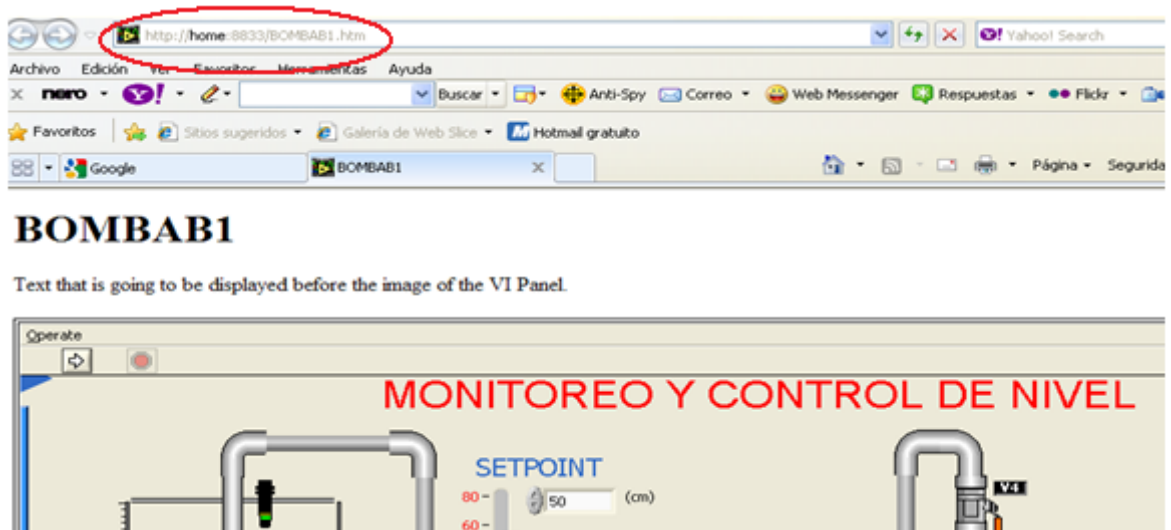 http://home:8833/BOMBAB1.htm
Yahoo! Search
Archivo Edición Ver Favoritos Herramientas Ayuda
x nero Y! Buscar Anti-Spy Correo Web Messenger Respuestas Flickr
Favoritos Sitios sugeridos Galería de Web Slice Hotmail gratuito
Google BOMBAB1 Página Segurida
BOMBAB1
Text that is going to be displayed before the image of the VI Panel.
Operate
MONITOREO Y CONTROL DE NIVEL
SETPOINT
80 50 (cm)
V4
60